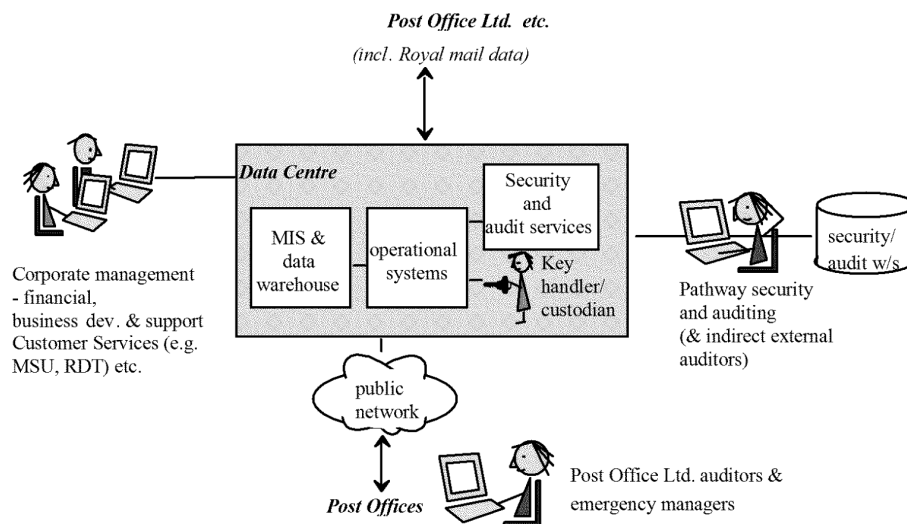 Post Office Ltd. etc.
(incl. Royal mail data)
Data Centre
Security
and
audit services
MIS &
data
warehouse
operational
systems
Key
handler/
custodian
security/
audit w/s
Corporate management
- financial,
business dev. & support
Customer Services (e.g.
MSU, RDT) etc.
Pathway security
and auditing
(& indirect external
auditors)
public
network
Post Offices
Post Office Ltd. auditors &
emergency managers